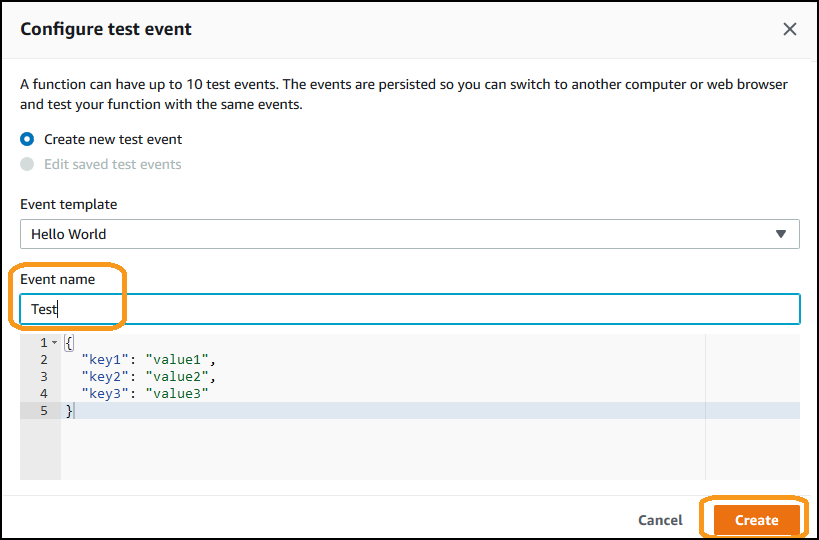 Configure test event
A function can have up to 10 test events. The events are persisted so you can switch to another computer or web browser
and test your function with the same events.
Create new test event
Edit saved test events
Event template
Hello World
Event name
Test
1 {
2 "key1": "value1",
3 "key2": "value2",
4 "key3": "value3"
5 }
Cancel Create